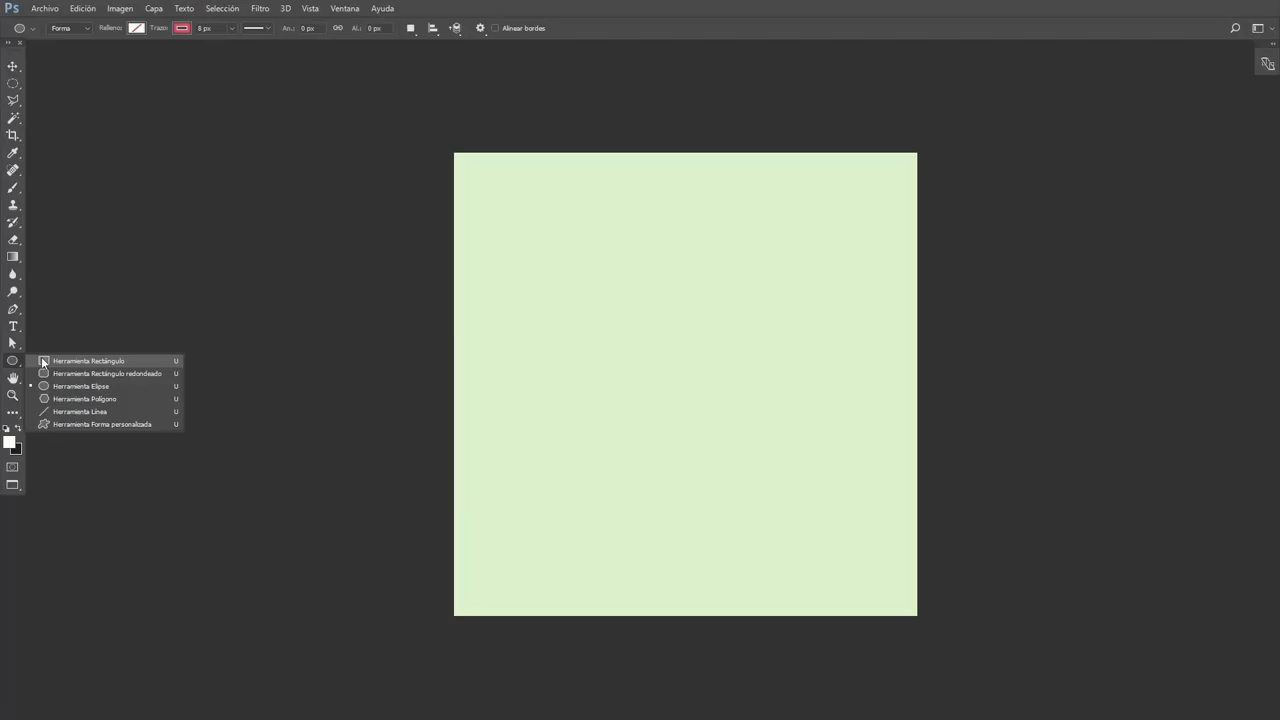 Ps Archivo Edición Imagen Capa Texto Selección Filtro 3D Vista Ventana Ayuda
Forma Relleno: Trazo: 8 px An.: 0 px Al.: 0 px Alinear bordes
T
Herramienta Rectángulo U
Herramienta Rectángulo redondeado U
Herramienta Elipse U
Herramienta Polígono U
Herramienta Línea U
Herramienta Forma personalizada U